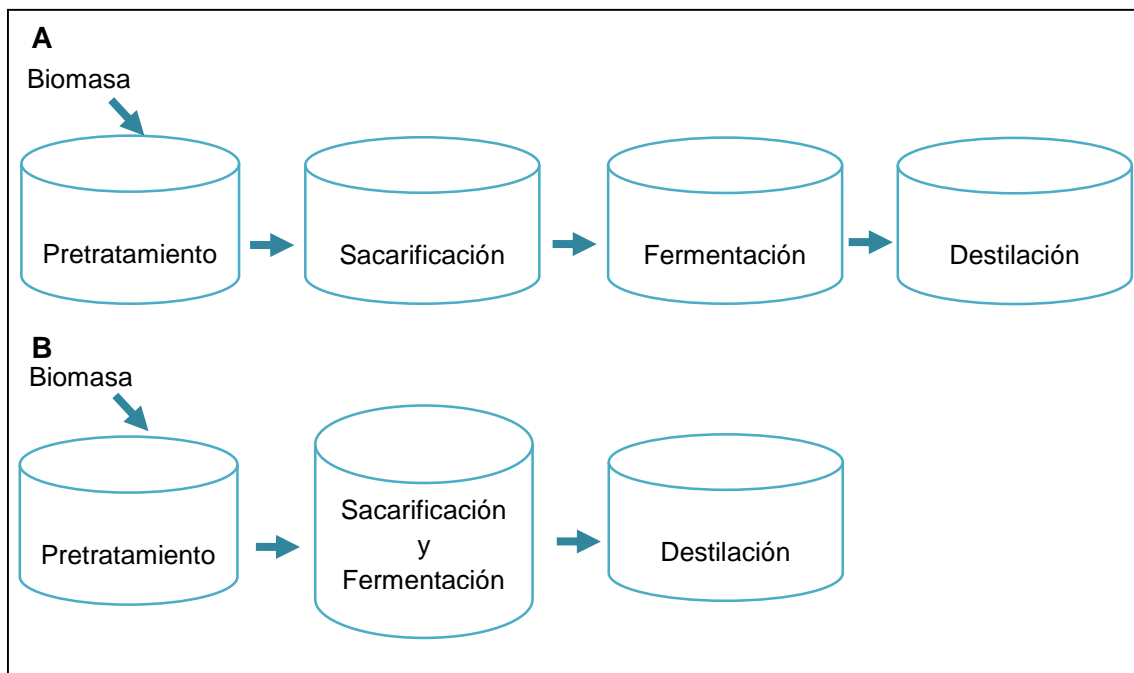 A
Biomasa
Pretratamiento
Sacarificación
Fermentación
Destilación
B
Biomasa
Pretratamiento
Sacarificación
y
Fermentación
Destilación